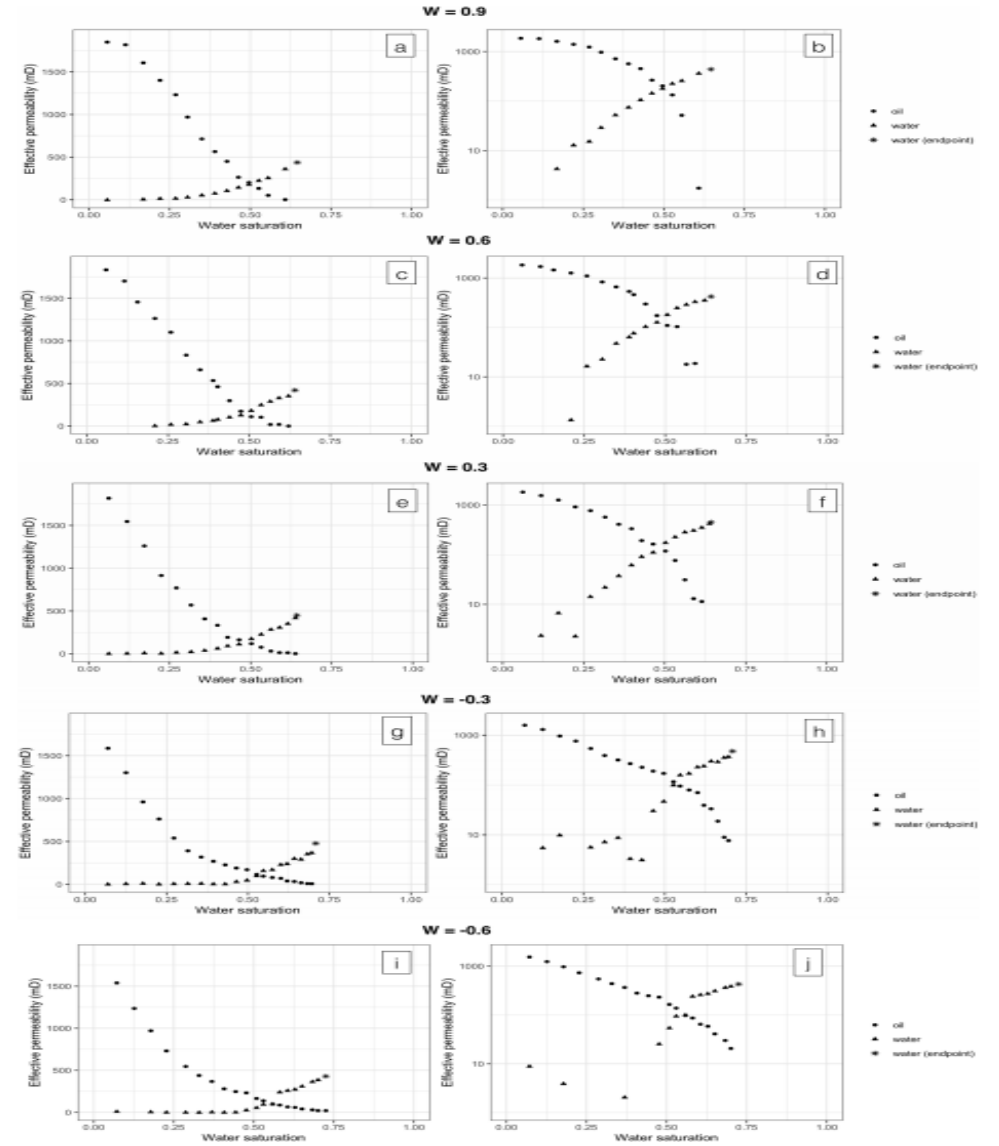 W = 0.9
a
b
Effective permeability (mD)
1500
1000
500
0
0.00 0.25 0.50 0.75 1.00
Water saturation
Effective permeability (mD)
1000
10
0.00 0.25 0.50 0.75 1.00
Water saturation
oil
water
water (endpoint)
W = 0.6
c
d
Effective permeability (mD)
1500
1000
500
0
0.00 0.25 0.50 0.75 1.00
Water saturation
Effective permeability (mD)
1000
10
0.00 0.25 0.50 0.75 1.00
Water saturation
oil
water
water (endpoint)
W = 0.3
e
f
Effective permeability (mD)
1500
1000
500
0
0.00 0.25 0.50 0.75 1.00
Water saturation
Effective permeability (mD)
1000
10
0.00 0.25 0.50 0.75 1.00
Water saturation
oil
water
water (endpoint)
W = -0.3
g
h
Effective permeability (mD)
1500
1000
500
0
0.00 0.25 0.50 0.75 1.00
Water saturation
Effective permeability (mD)
1000
10
0.00 0.25 0.50 0.75 1.00
Water saturation
oil
water
water (endpoint)
W = -0.6
i
j
Effective permeability (mD)
1500
1000
500
0
0.00 0.25 0.50 0.75 1.00
Water saturation
Effective permeability (mD)
1000
10
0.00 0.25 0.50 0.75 1.00
Water saturation
oil
water
water (endpoint)